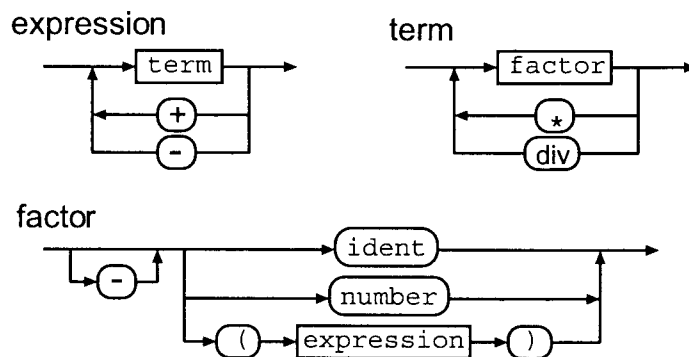 expression
term
term
factor
+
*
-
div
factor
ident
-
number
( expression )